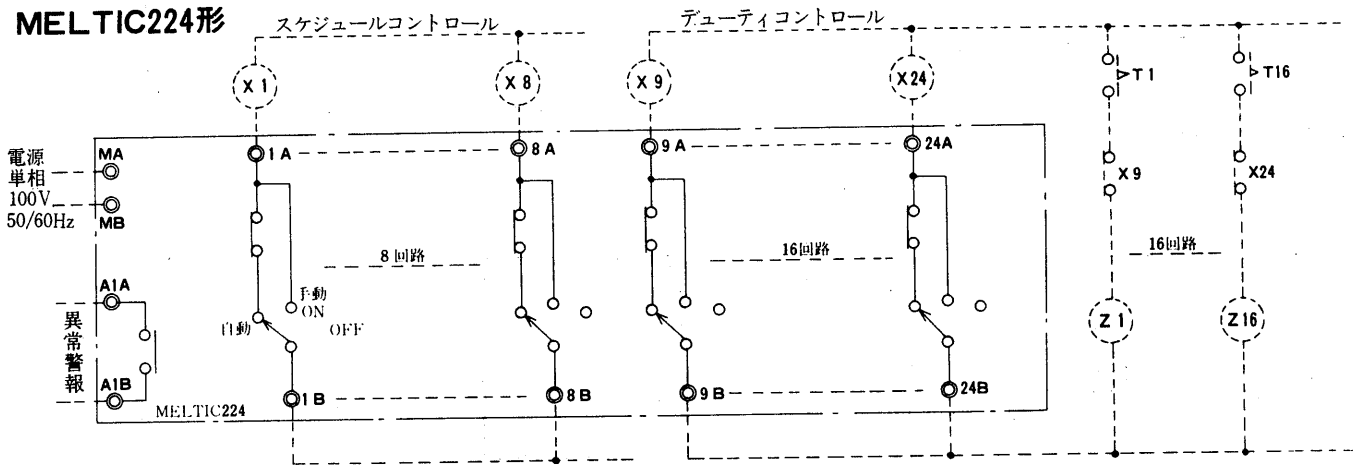 MELTIC224形
スケジュールコントロール
デューティコントロール
X1
X8
X9
X24
T1
T16
電源
単相
100V
50/60Hz
MA
MB
1A
8A
9A
24A
X9
X24
8回路
16回路
16回路
A1A
異常警報
A1B
自動
手動
ON
OFF
Z1
Z16
1B
8B
9B
24B
MELTIC224